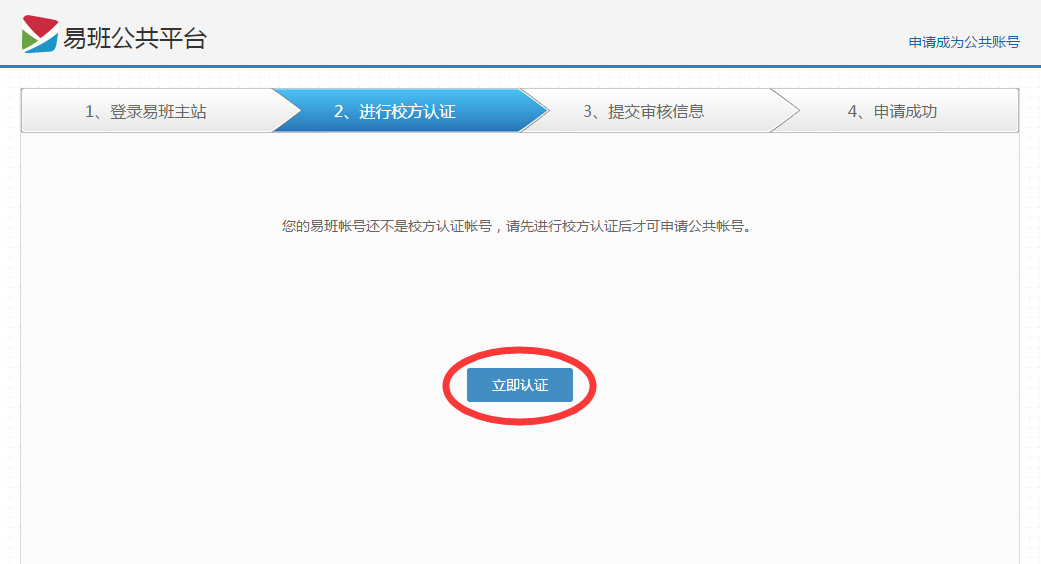 易班公共平台
申请成为公共账号
1、登录易班主站
2、进行校方认证
3、提交审核信息
4、申请成功
您的易班帐号还不是校方认证帐号，请先进行校方认证后才可申请公共帐号。
立即认证